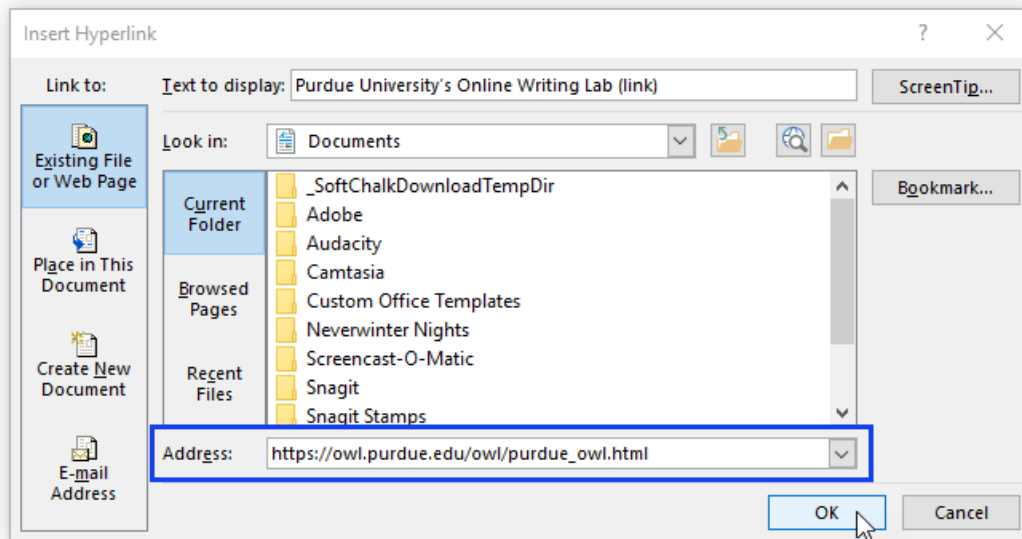 Insert Hyperlink
Link to:
Text to display: Purdue University's Online Writing Lab (link)
ScreenTip...
Existing File
or Web Page
Place in This
Document
Create New
Document
E-mail
Address
Look in: Documents
Current
Folder
Browsed
Pages
Recent
Files
_SoftChalkDownloadTempDir
Adobe
Audacity
Camtasia
Custom Office Templates
Neverwinter Nights
Screencast-O-Matic
Snagit
Snagit Stamps
Bookmark...
Address: https://owl.purdue.edu/owl/purdue_owl.html
OK
Cancel